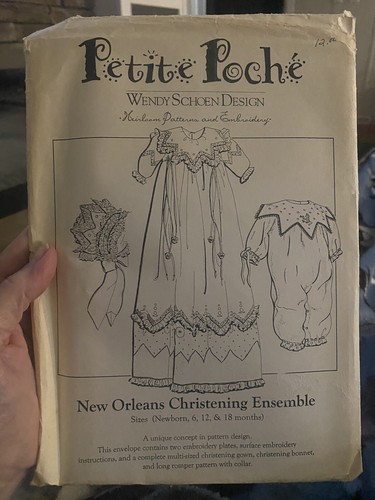 12.00
Petite Poché
WENDY SCHOEN DESIGN
·Heirloom Patterns and Embroidery·
New Orleans Christening Ensemble
Sizes (Newborn, 6, 12, & 18 months)
A unique concept in pattern design.
This envelope contains two embroidery plates, surface embroidery
instructions, and a complete multi-sized christening gown, christening bonnet,
and long romper pattern with collar.